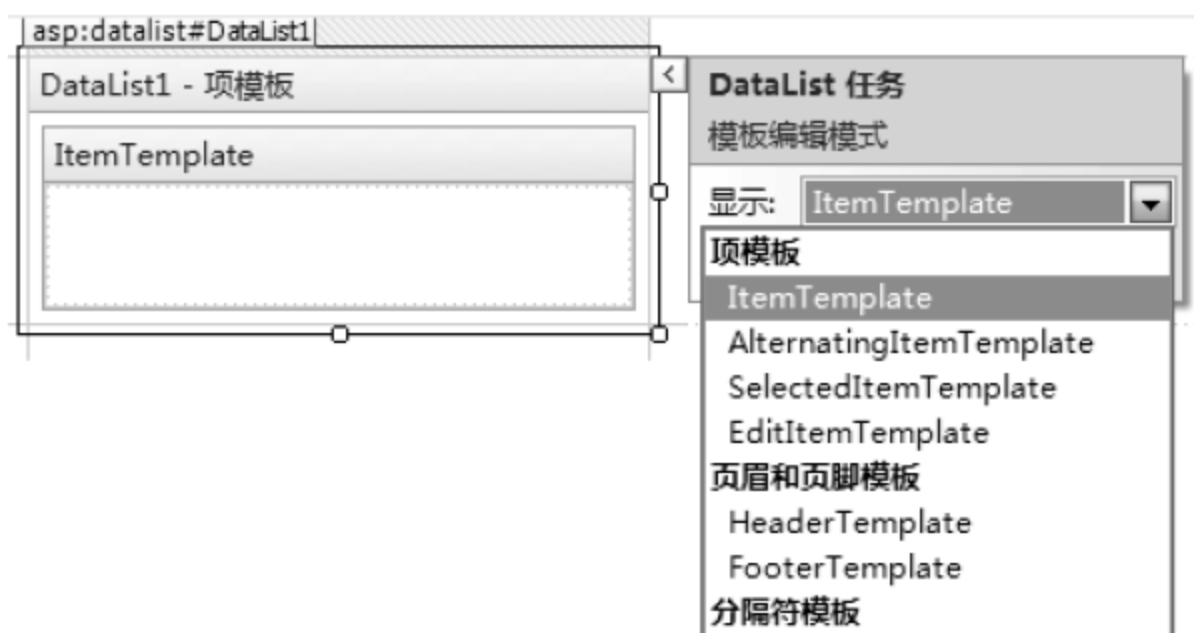 asp:datalist#DataList1
DataList1 - 项模板
ItemTemplate
DataList 任务
模板编辑模式
显示: ItemTemplate
项模板
ItemTemplate
AlternatingItemTemplate
SelectedItemTemplate
EditItemTemplate
页眉和页脚模板
HeaderTemplate
FooterTemplate
分隔符模板